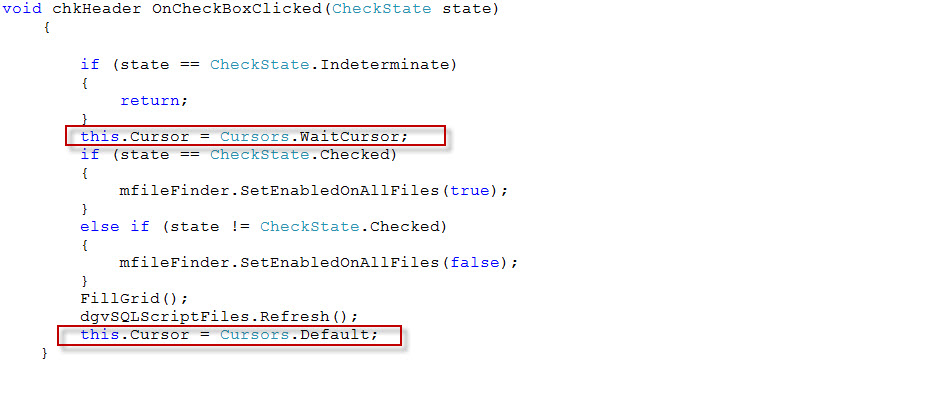 void chkHeader OnCheckBoxClicked(CheckState state)
{
if (state == CheckState.Indeterminate)
{
return;
}
this.Cursor = Cursors.WaitCursor;
if (state == CheckState.Checked)
{
mfileFinder.SetEnabledOnAllFiles(true);
}
else if (state != CheckState.Checked)
{
mfileFinder.SetEnabledOnAllFiles(false);
}
FillGrid();
dgvSQLScriptFiles.Refresh();
this.Cursor = Cursors.Default;
}